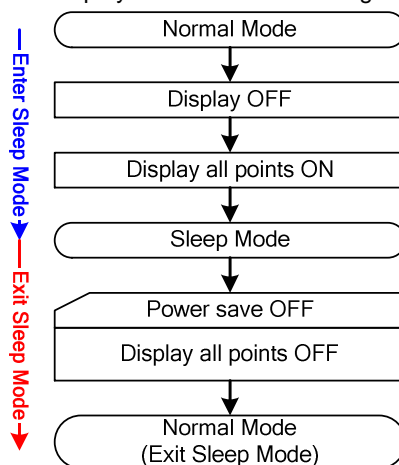 Normal Mode
Display OFF
Display all points ON
Sleep Mode
Power save OFF
Display all points OFF
Normal Mode
(Exit Sleep Mode)
Enter Sleep Mode
Exit Sleep Mode